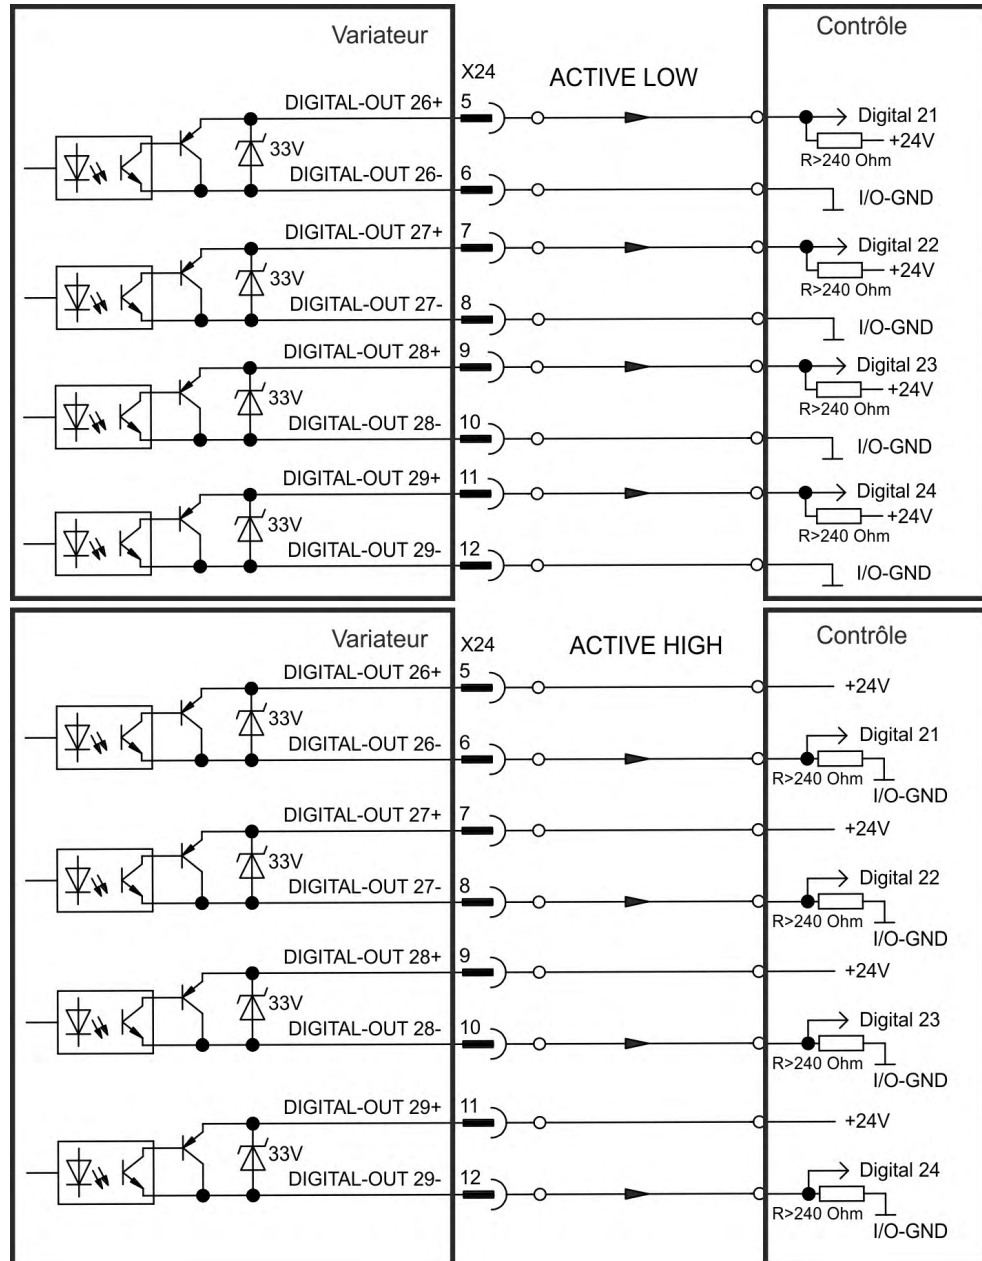 Variateur
Contrôle
X24
ACTIVE LOW
DIGITAL-OUT 26+
5
Digital 21
33V
+24V
R>240 Ohm
DIGITAL-OUT 26-
6
I/O-GND
DIGITAL-OUT 27+
7
Digital 22
33V
+24V
R>240 Ohm
DIGITAL-OUT 27-
8
I/O-GND
DIGITAL-OUT 28+
9
Digital 23
33V
+24V
R>240 Ohm
DIGITAL-OUT 28-
10
I/O-GND
DIGITAL-OUT 29+
11
Digital 24
33V
+24V
R>240 Ohm
DIGITAL-OUT 29-
12
I/O-GND
Variateur
Contrôle
X24
ACTIVE HIGH
DIGITAL-OUT 26+
5
+24V
33V
Digital 21
DIGITAL-OUT 26-
6
R>240 Ohm
I/O-GND
DIGITAL-OUT 27+
7
+24V
33V
Digital 22
DIGITAL-OUT 27-
8
R>240 Ohm
I/O-GND
DIGITAL-OUT 28+
9
+24V
33V
Digital 23
DIGITAL-OUT 28-
10
R>240 Ohm
I/O-GND
DIGITAL-OUT 29+
11
+24V
33V
Digital 24
DIGITAL-OUT 29-
12
R>240 Ohm
I/O-GND